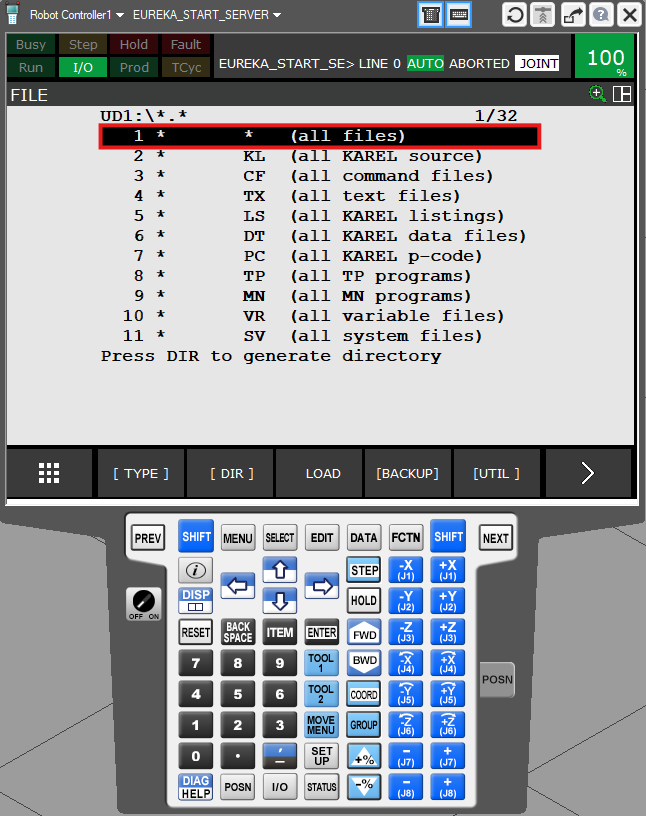 Robot Controller1 EUREKA_START_SERVER
Busy Step Hold Fault
Run I/O Prod TCyc
EUREKA_START_SE> LINE 0 AUTO ABORTED JOINT
100 %
FILE
UD1:\*.* 1/32
1 * * (all files)
2 * KL (all KAREL source)
3 * CF (all command files)
4 * TX (all text files)
5 * LS (all KAREL listings)
6 * DT (all KAREL data files)
7 * PC (all KAREL p-code)
8 * TP (all TP programs)
9 * MN (all MN programs)
10 * VR (all variable files)
11 * SV (all system files)
Press DIR to generate directory
[ TYPE ] [ DIR ] LOAD [BACKUP] [UTIL ] >
PREV SHIFT MENU SELECT EDIT DATA FCTN SHIFT NEXT
i STEP -X (J1) +X (J1)
OFF ON DISP HOLD -Y (J2) +Y (J2)
RESET BACK SPACE ITEM ENTER FWD -Z (J3) +Z (J3)
7 8 9 TOOL 1 BWD -X (J4) +X (J4) POSN
4 5 6 TOOL 2 COORD -Y (J5) +Y (J5)
1 2 3 MOVE MENU GROUP -Z (J6) +Z (J6)
0 . , - SET UP +% - (J7) + (J7)
DIAG HELP POSN I/O STATUS -% - (J8) + (J8)